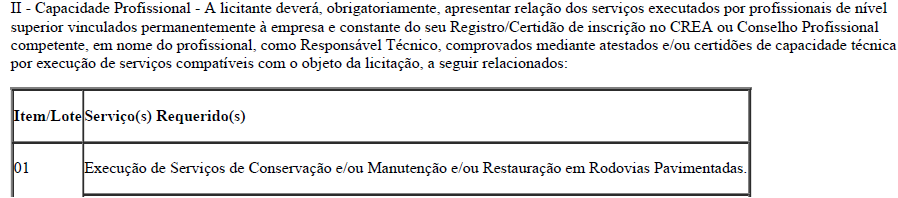 II - Capacidade Profissional - A licitante deverá, obrigatoriamente, apresentar relação dos serviços executados por profissionais de nível
superior vinculados permanentemente à empresa e constante do seu Registro/Certidão de inscrição no CREA ou Conselho Profissional
competente, em nome do profissional, como Responsável Técnico, comprovados mediante atestados e/ou certidões de capacidade técnica
por execução de serviços compatíveis com o objeto da licitação, a seguir relacionados:
Item/Lote Serviço(s) Requerido(s)
01 Execução de Serviços de Conservação e/ou Manutenção e/ou Restauração em Rodovias Pavimentadas.